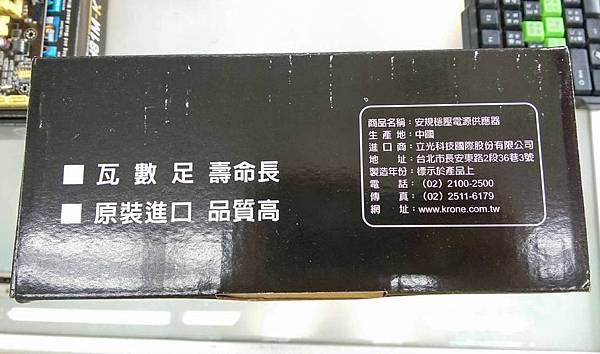 ■ 瓦數足 壽命長
■ 原裝進口 品質高
商品名稱：安規穩壓電源供應器
生產地：中國
進口商：立光科技國際股份有限公司
地址：台北市長安東路2段36巷3號
製造年份：標示於產品上
電話：（02）2100-2500
傳真：（02）2511-6179
網址：www.krone.com.tw